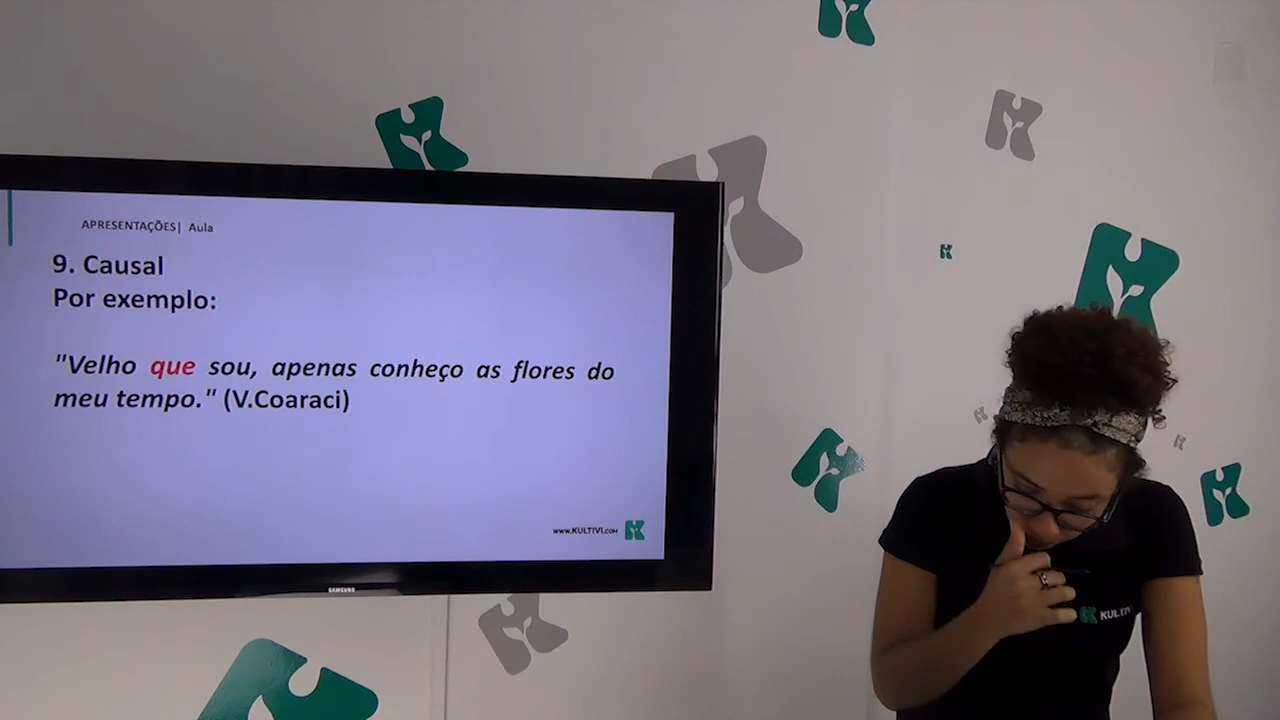 APRESENTAÇÕES| Aula
9. Causal
Por exemplo:
"Velho que sou, apenas conheço as flores do
meu tempo." (V.Coaraci)
www.KULTIVI.com
SAMSUNG
KULTIVI